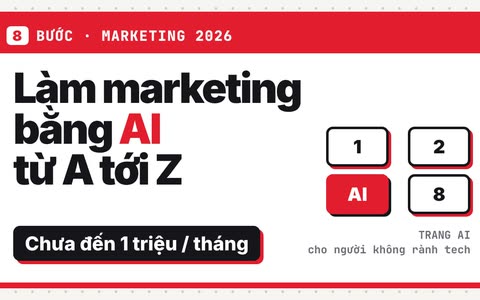 8 BƯỚC · MARKETING 2026
Làm marketing
bằng AI
từ A tới Z
1 2
AI 8
Chưa đến 1 triệu / tháng
TRANG AI
cho người không rành tech